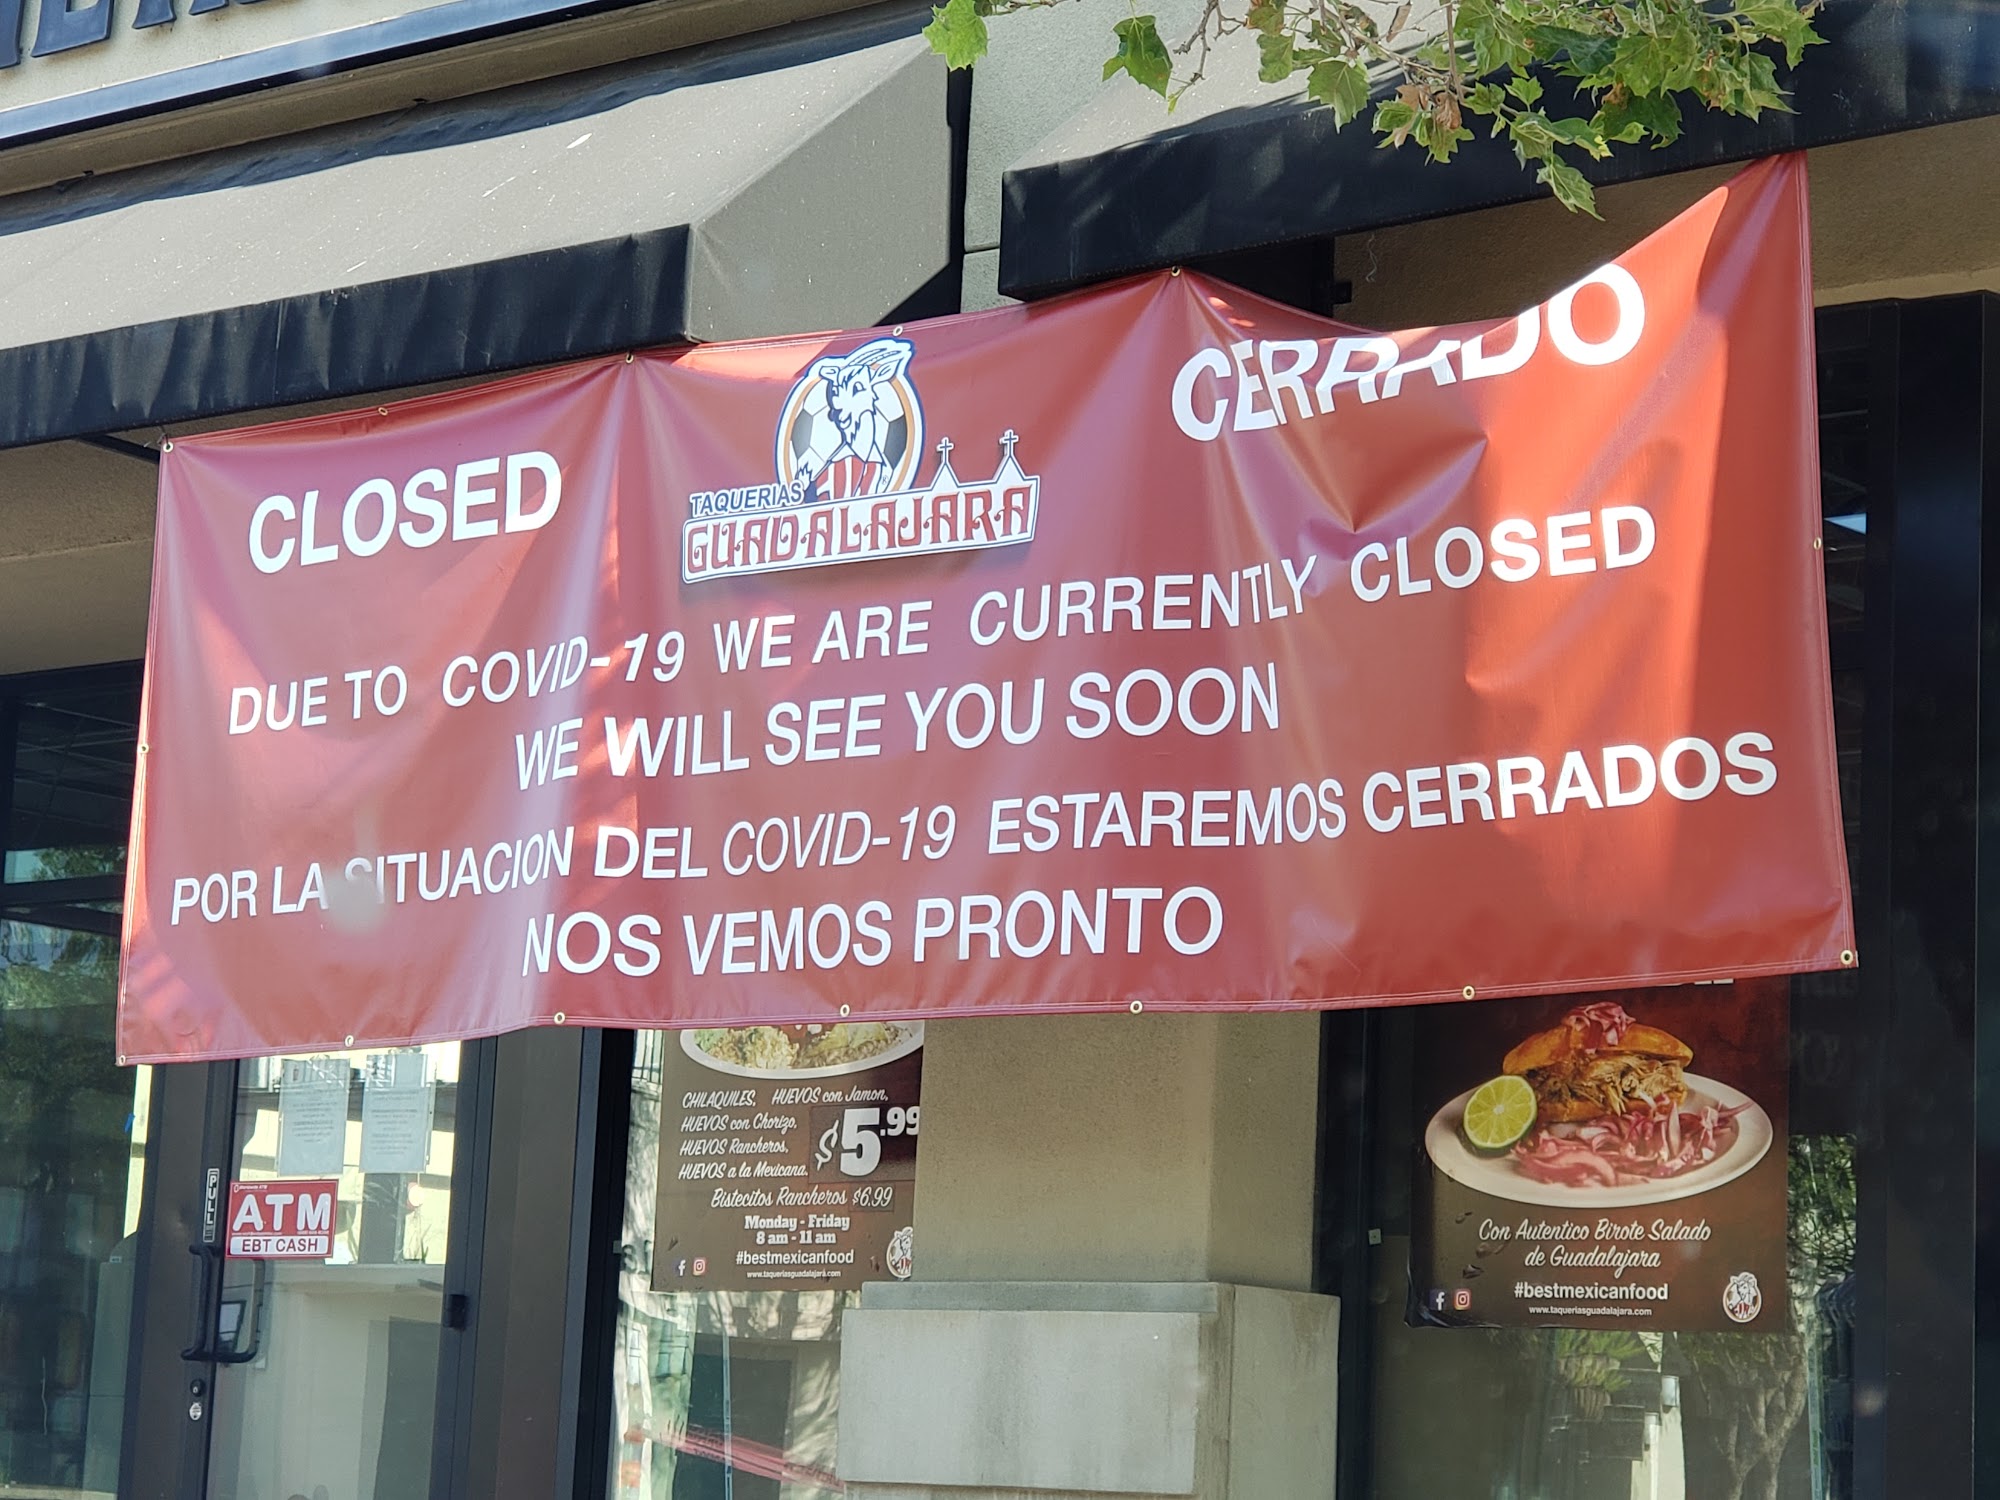 CLOSED
TAQUERIAS
GUADALAJARA
CERRADO
DUE TO COVID-19 WE ARE CURRENTLY CLOSED
WE WILL SEE YOU SOON
POR LA SITUACION DEL COVID-19 ESTAREMOS CERRADOS
NOS VEMOS PRONTO
PULL
ATM
EBT CASH
CHILAQUILES, HUEVOS con Jamon,
HUEVOS con Chorizo,
HUEVOS Rancheros,
HUEVOS a la Mexicana,
$5.99
Bistecitos Rancheros $6.99
Monday - Friday
8 am - 11 am
#bestmexicanfood
www.taqueriasguadalajara.com
Con Autentico Birote Salado
de Guadalajara
#bestmexicanfood
www.taqueriasguadalajara.com